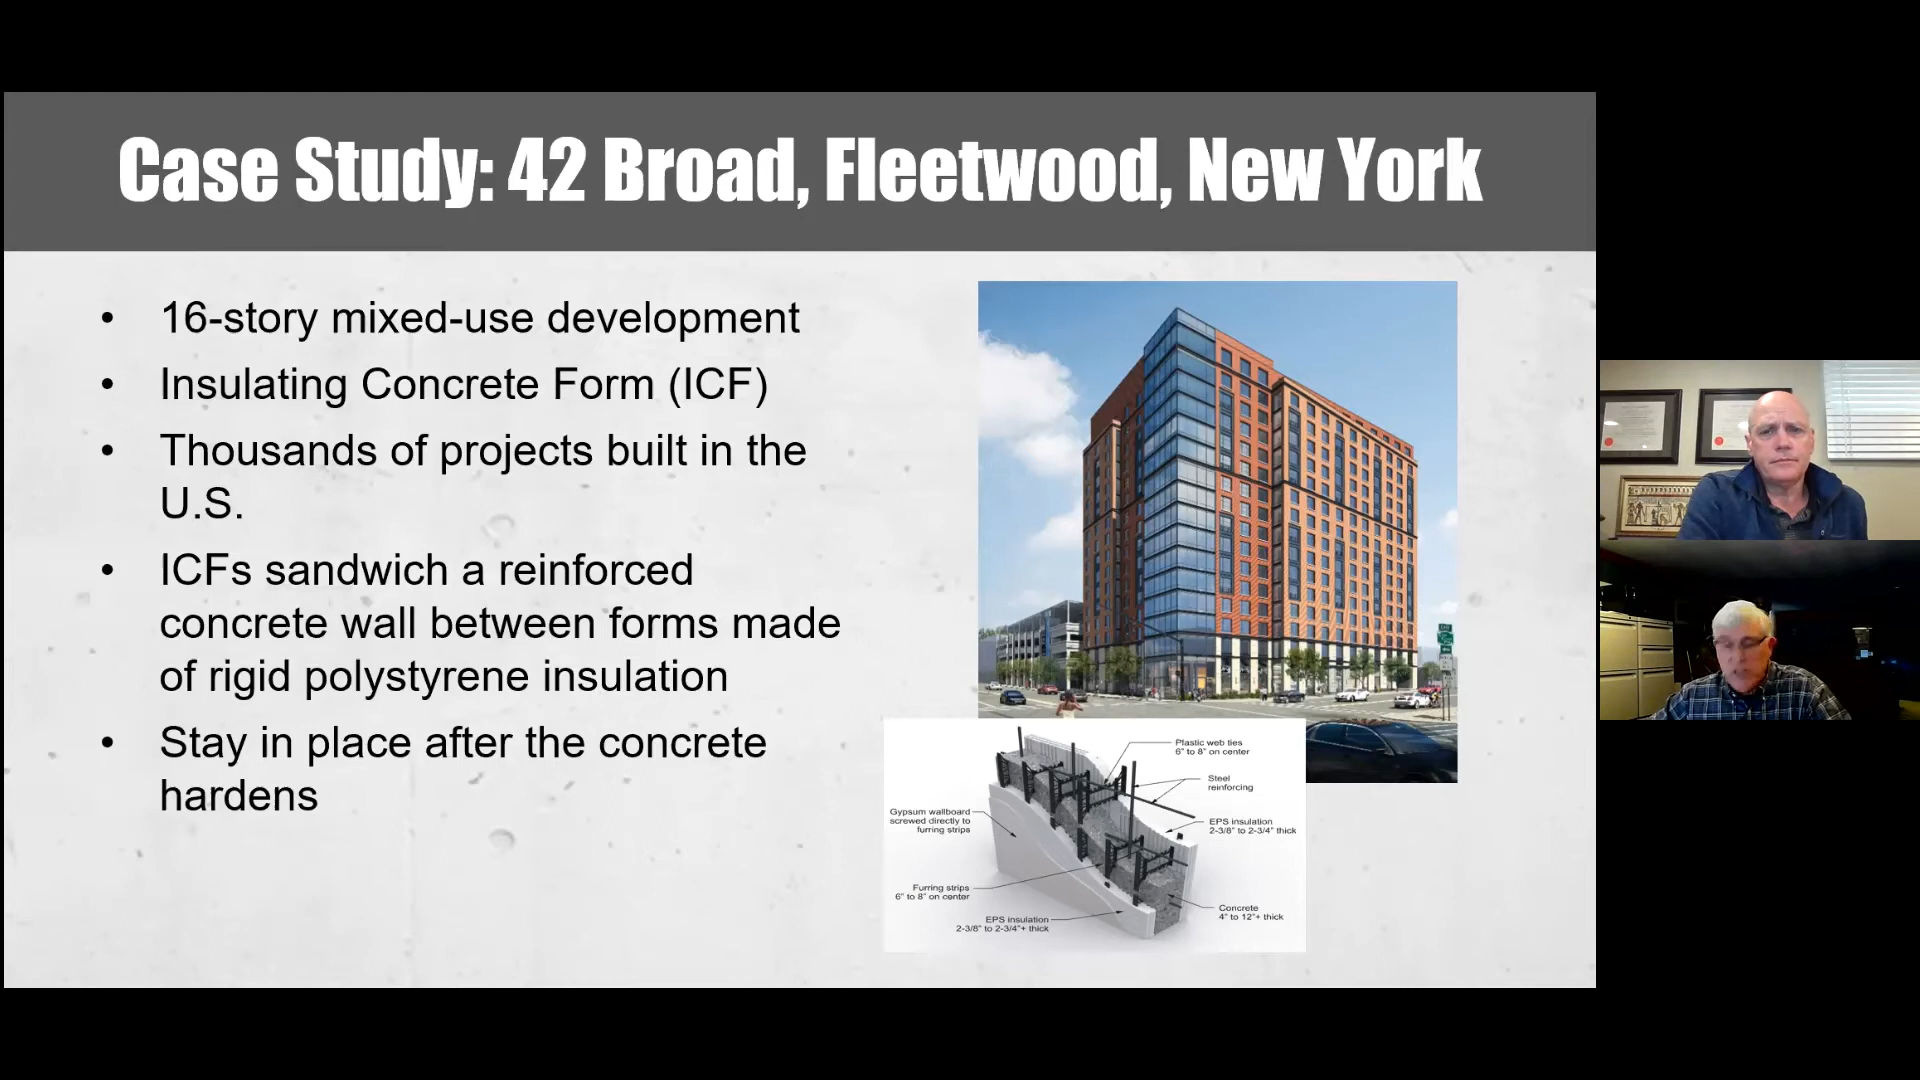 Case Study: 42 Broad, Fleetwood, New York
• 16-story mixed-use development
• Insulating Concrete Form (ICF)
• Thousands of projects built in the
U.S.
• ICFs sandwich a reinforced
concrete wall between forms made
of rigid polystyrene insulation
• Stay in place after the concrete
hardens
Plastic web ties
6" to 8" on center
Steel
reinforcing
Gypsum wallboard
screwed directly to
furring strips
EPS insulation
2-3/8" to 2-3/4" thick
Furring strips
6" to 8" on center
Concrete
4" to 12"+ thick
EPS insulation
2-3/8" to 2-3/4"+ thick